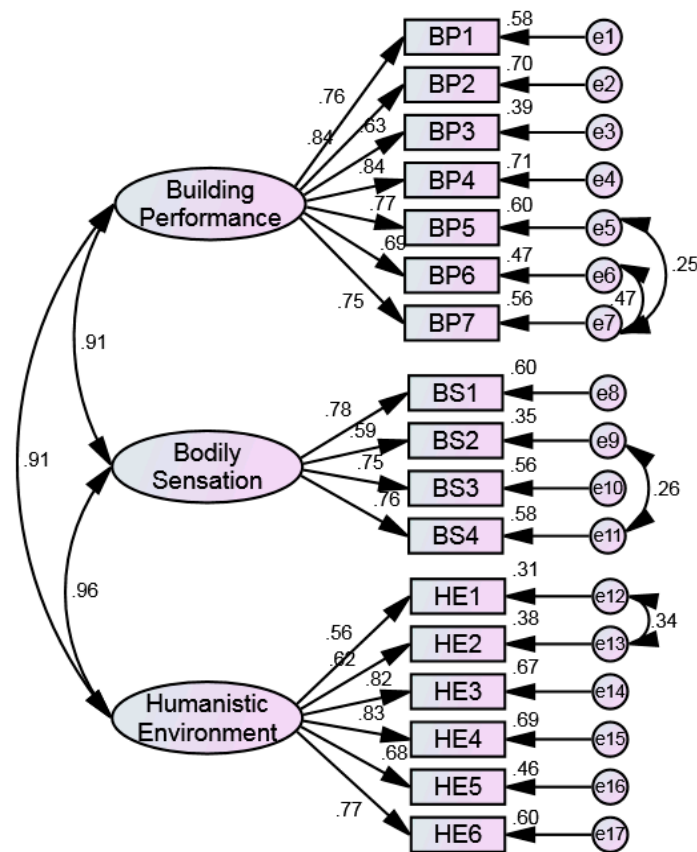 .58
BP1
e1
.76
.70
BP2
e2
.84
.63
.39
BP3
e3
.84
.71
BP4
e4
Building
Performance
.77
.60
BP5
e5
.69
.47
BP6
e6
.25
.75
.56
BP7
e7
.47
.91
.60
BS1
e8
.78
.59
.35
BS2
e9
Bodily
Sensation
.75
.56
BS3
e10
.26
.76
.58
BS4
e11
.91
.96
.31
HE1
e12
.56
.34
.38
HE2
e13
.62
.82
.67
HE3
e14
Humanistic
Environment
.83
.69
HE4
e15
.68
.46
HE5
e16
.77
.60
HE6
e17